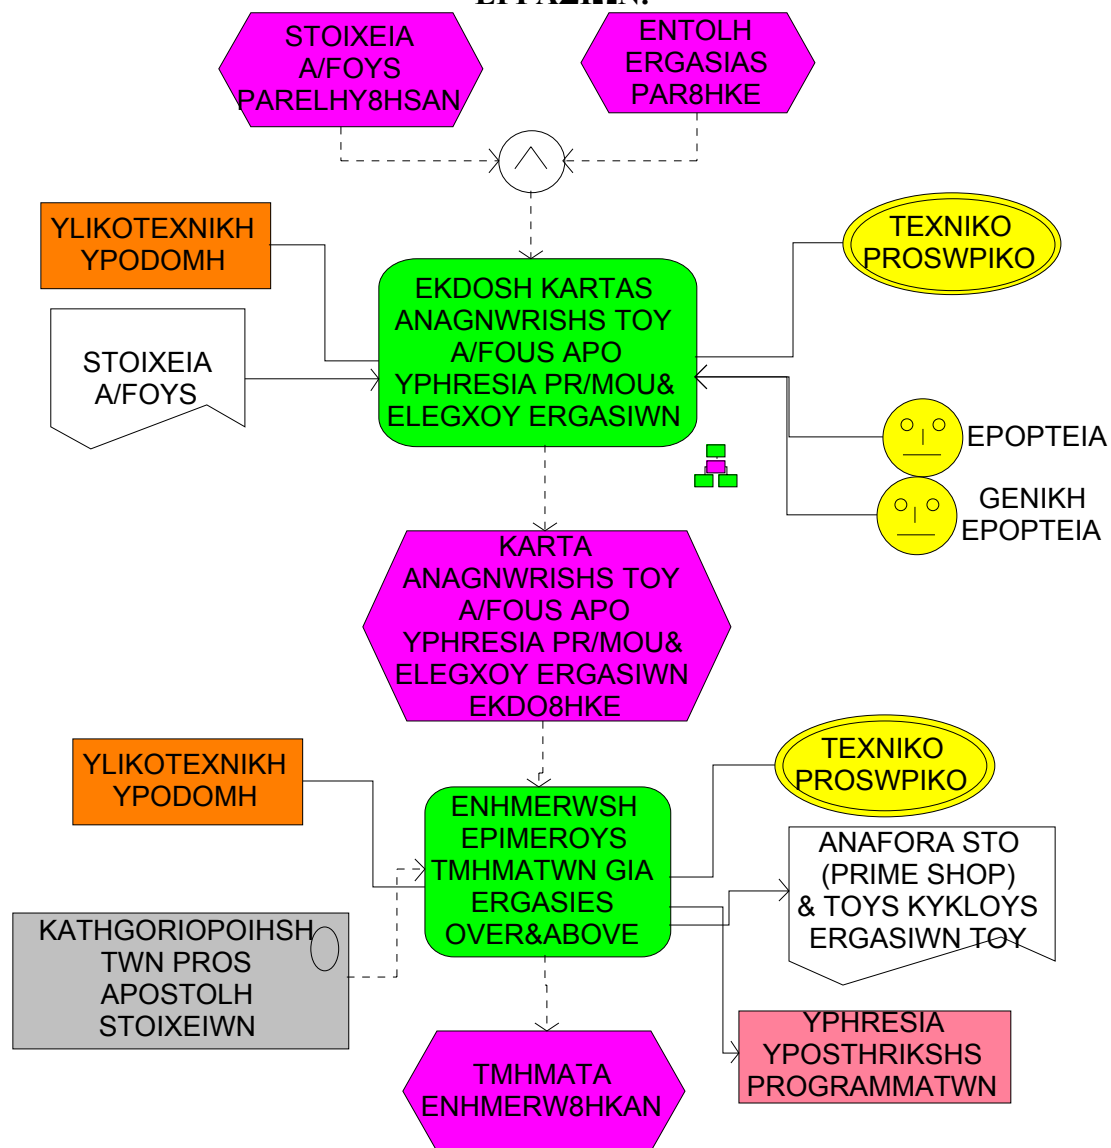 ΕΡΓΑΣΙΩΝ.
STOIXEIA
A/FOYS
PARELHY8HSAN
ENTOLH
ERGASIAS
PAR8HKE
YLIKOTEXNIKH
YPODOMH
TEXNIKO
PROSWPIKO
EKDOSH KARTAS
ANAGNWRISHS TOY
A/FOUS APO
YPHRESIA PR/MOU&
ELEGXOY ERGASIWN
STOIXEIA
A/FOYS
EPOPTEIA
GENIKH
EPOPTEIA
KARTA
ANAGNWRISHS TOY
A/FOUS APO
YPHRESIA PR/MOU&
ELEGXOY ERGASIWN
EKDO8HKE
YLIKOTEXNIKH
YPODOMH
TEXNIKO
PROSWPIKO
ENHMERWSH
EPIMEROYS
TMHMATWN GIA
ERGASIES
OVER&ABOVE
ANAFORA STO
(PRIME SHOP)
& TOYS KYKLOYS
ERGASIWN TOY
KATHGORIOPOIHSH
TWN PROS
APOSTOLH
STOIXEIWN
YPHRESIA
YPOSTHRIKSHS
PROGRAMMATWN
TMHMATA
ENHMERW8HKAN